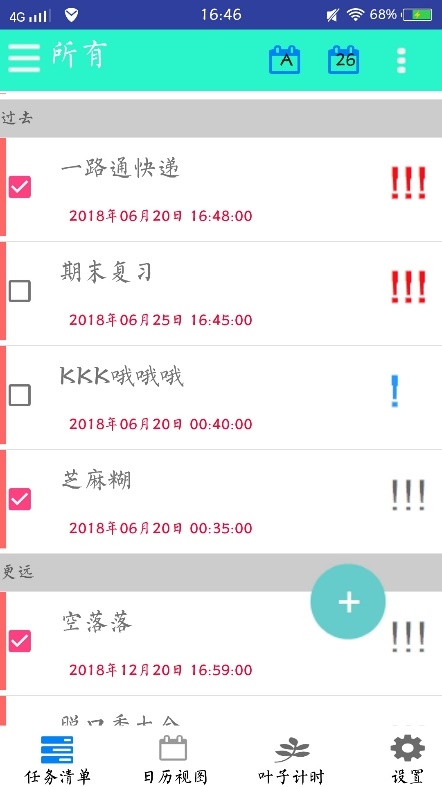 4G 16:46 68%
所有 A 26
过去
一路通快递
2018年06月20日 16:48:00
期末复习
2018年06月25日 16:45:00
KKK哦哦哦
2018年06月20日 00:40:00
芝麻糊
2018年06月20日 00:35:00
更远
空落落
2018年12月20日 16:59:00
任务清单 日历视图 叶子计时 设置